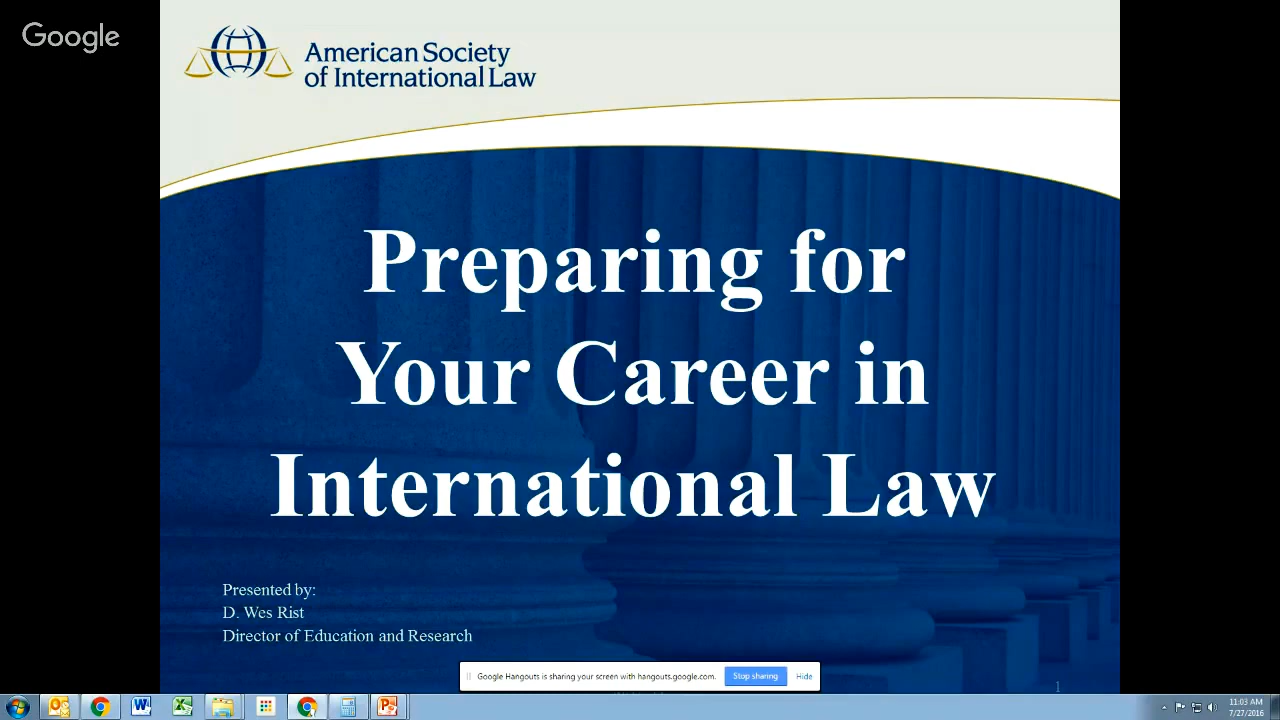 Google
American Society
of International Law
Preparing for
Your Career in
International Law
Presented by:
D. Wes Rist
Director of Education and Research
Google Hangouts is sharing your screen with hangouts.google.com.
Stop sharing
Hide
1
11:03 AM
7/27/2016